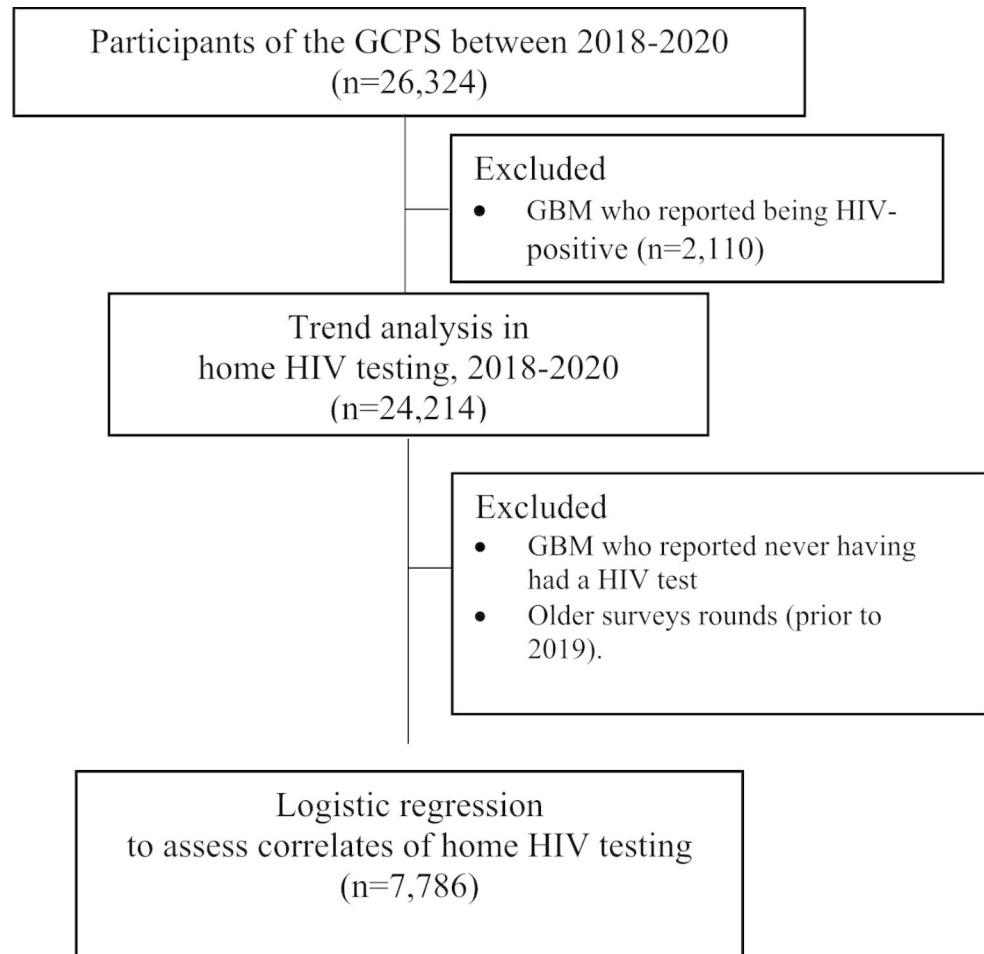 Participants of the GCPS between 2018-2020
(n=26,324)
Excluded
• GBM who reported being HIV-
positive (n=2,110)
Trend analysis in
home HIV testing, 2018-2020
(n=24,214)
Excluded
• GBM who reported never having
had a HIV test
• Older surveys rounds (prior to
2019).
Logistic regression
to assess correlates of home HIV testing
(n=7,786)